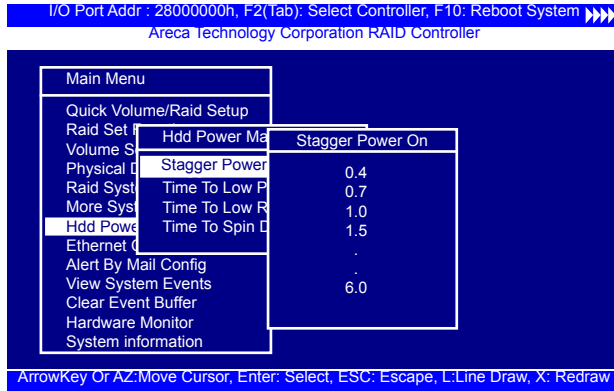 I/O Port Addr : 28000000h, F2(Tab): Select Controller, F10: Reboot System
Areca Technology Corporation RAID Controller
Main Menu
Quick Volume/Raid Setup
Raid Set
Volume
Physical
Raid
More
Hdd
Ethernet
Alert By Mail Config
View System Events
Clear Event Buffer
Hardware Monitor
System information
Hdd Power
Stagger Power
Time To Low
Time To Low
Time To Spin
Stagger Power On
0.4
0.7
1.0
1.5
.
.
6.0
ArrowKey Or AZ:Move Cursor, Enter: Select, ESC: Escape, L:Line Draw, X: Redraw